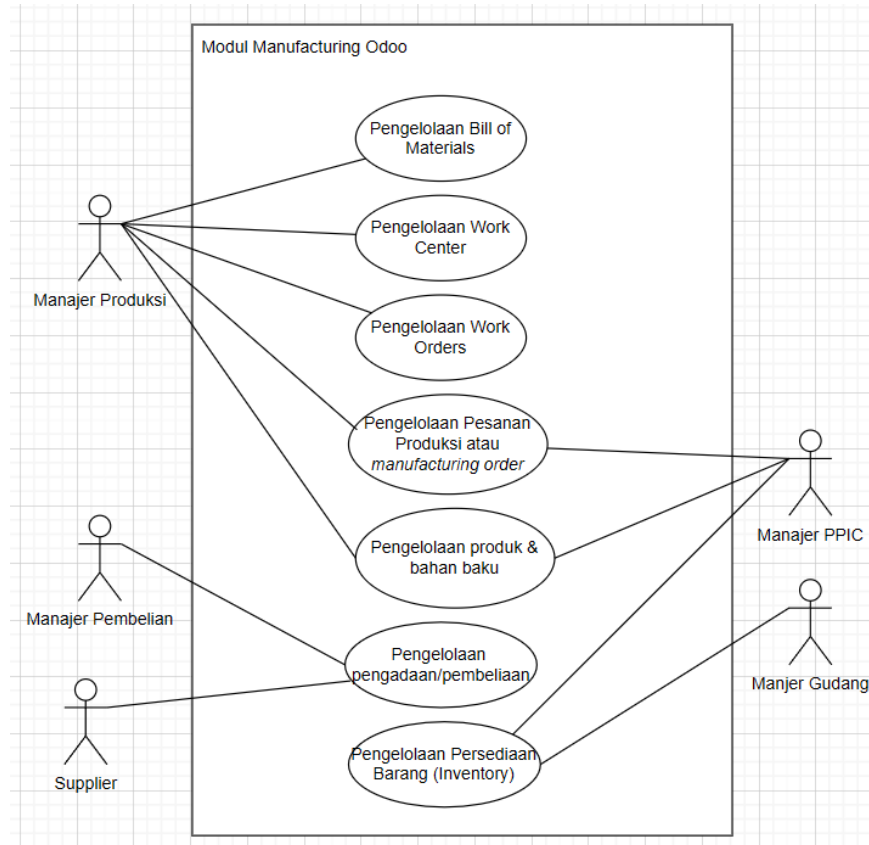 Modul Manufacturing Odoo
Pengelolaan Bill of
Materials
Pengelolaan Work
Center
Manajer Produksi
Pengelolaan Work
Orders
Pengelolaan Pesanan
Produksi atau
manufacturing order
Manajer PPIC
Pengelolaan produk &
bahan baku
Manajer Pembelian
Pengelolaan
pengadaan/pembeliaan
Manjer Gudang
Supplier
Pengelolaan Persediaan
Barang (Inventory)